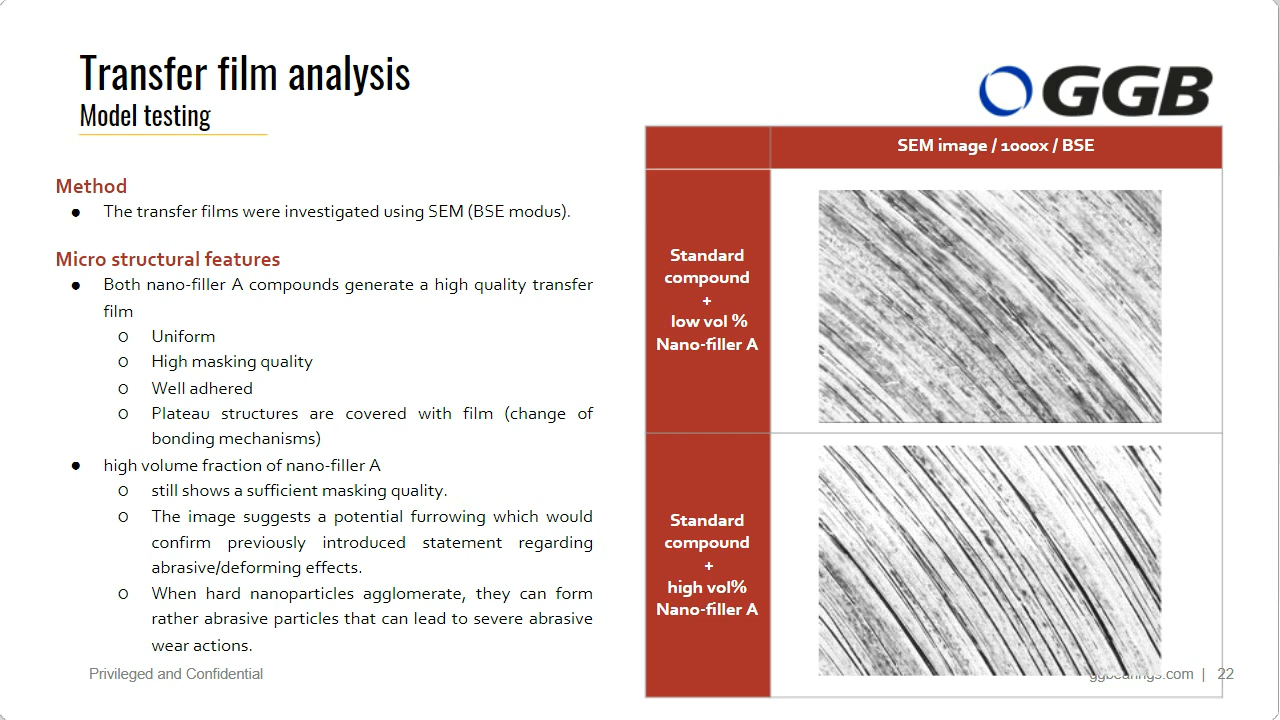 Transfer film analysis
Model testing
GGB
Method
● The transfer films were investigated using SEM (BSE modus).
Micro structural features
● Both nano-filler A compounds generate a high quality transfer
film
o Uniform
o High masking quality
o Well adhered
o Plateau structures are covered with film (change of
bonding mechanisms)
● high volume fraction of nano-filler A
o still shows a sufficient masking quality.
o The image suggests a potential furrowing which would
confirm previously introduced statement regarding
abrasive/deforming effects.
o When hard nanoparticles agglomerate, they can form
rather abrasive particles that can lead to severe abrasive
wear actions.
SEM image / 1000x / BSE
Standard
compound
+
low vol %
Nano-filler A
Standard
compound
+
high vol%
Nano-filler A
Privileged and Confidential
ggbearings.com | 22